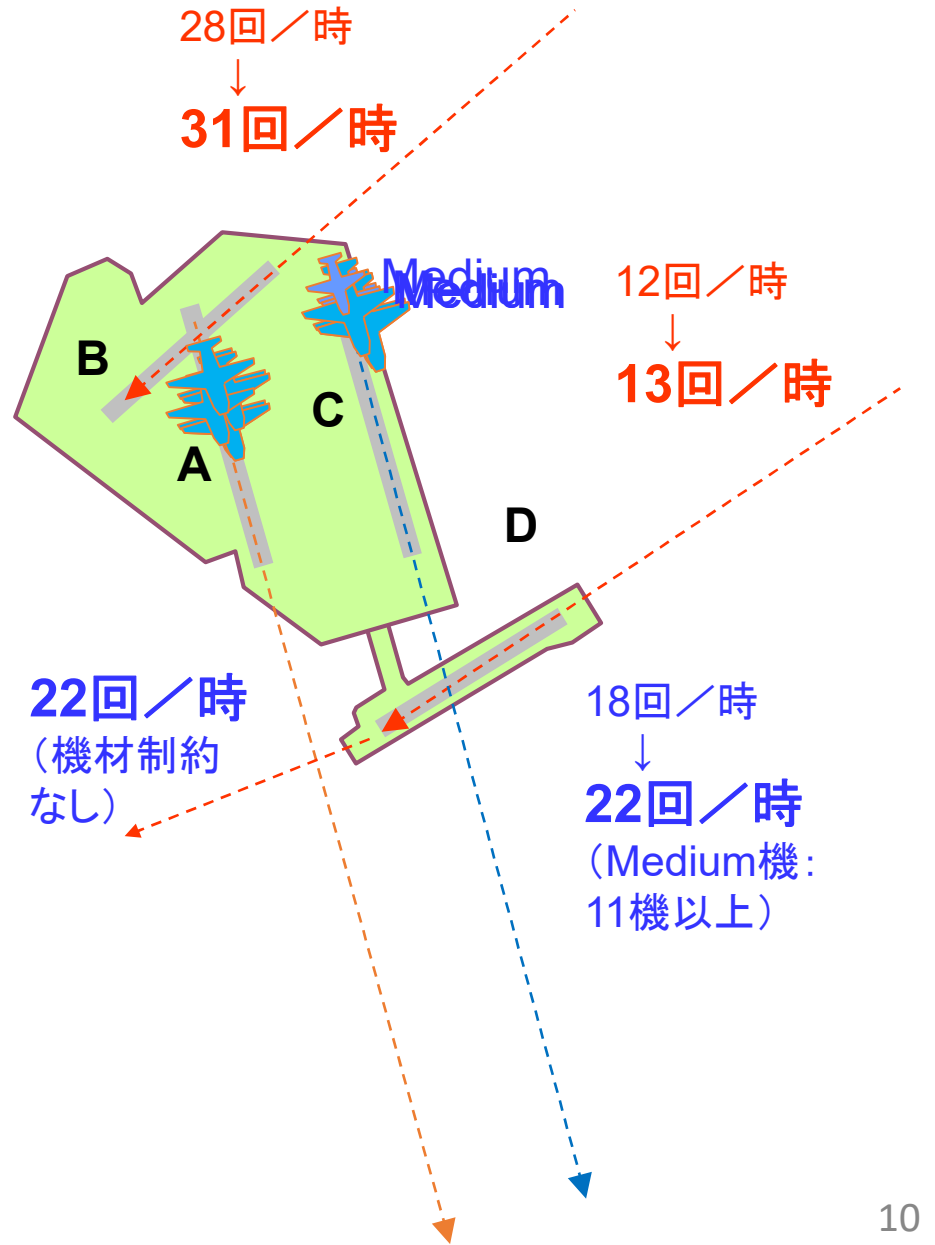 28回／時
↓
31回／時
Medium
Medium
12回／時
↓
13回／時
B
C
A
D
22回／時
（機材制約
なし）
18回／時
↓
22回／時
（Medium機：
11機以上）
10